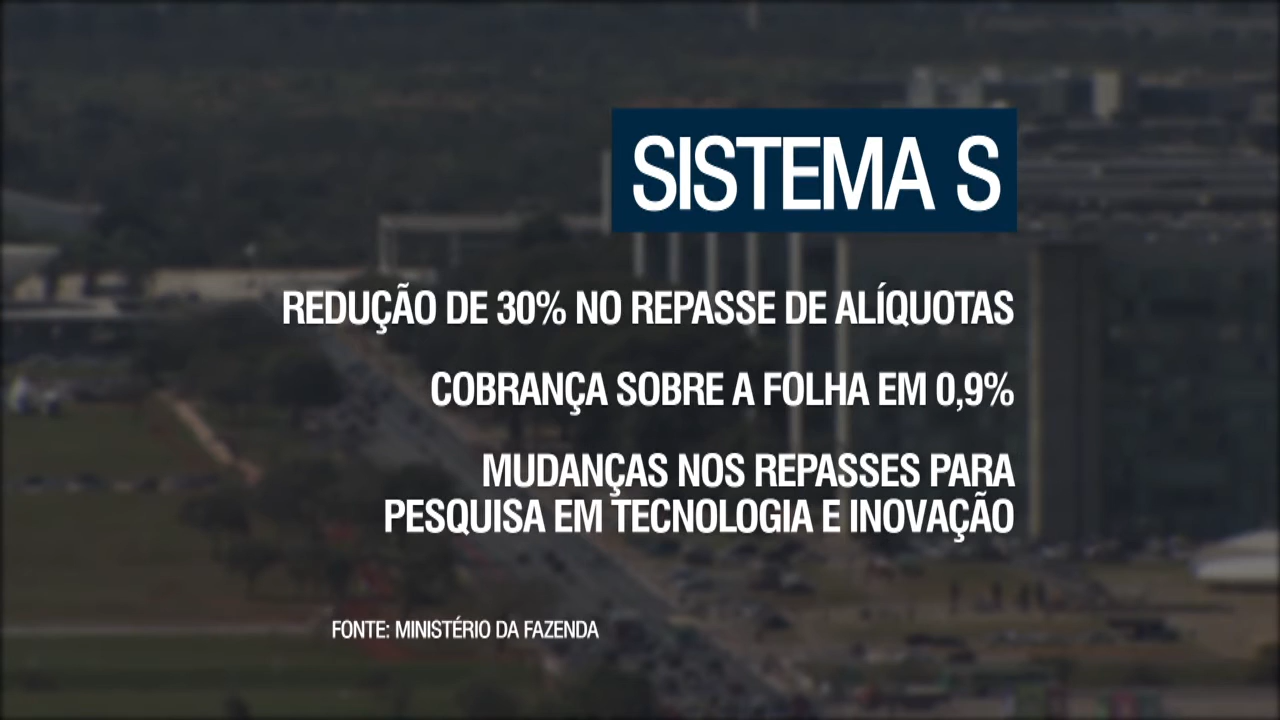 SISTEMA S
REDUÇÃO DE 30% NO REPASSE DE ALÍQUOTAS
COBRANÇA SOBRE A FOLHA EM 0,9%
MUDANÇAS NOS REPASSES PARA
PESQUISA EM TECNOLOGIA E INOVAÇÃO
FONTE: MINISTÉRIO DA FAZENDA